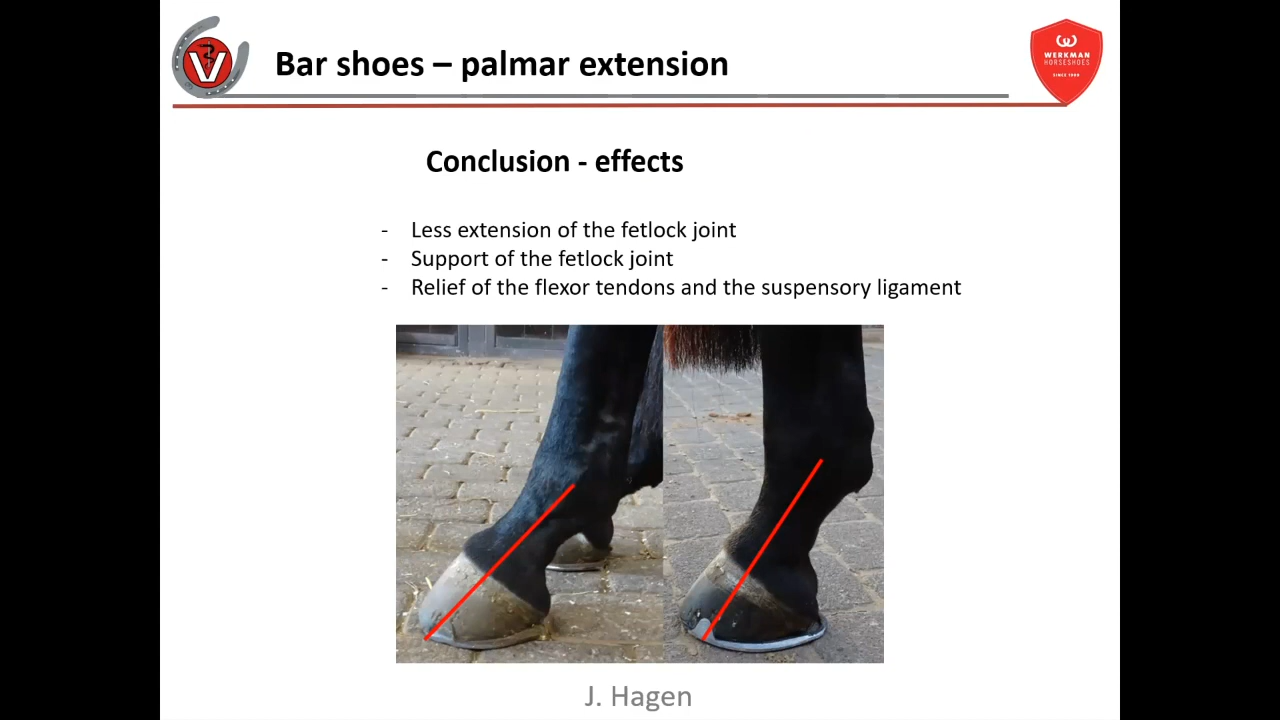 Bar shoes – palmar extension
V
WERKMAN
HORSESHOES
SINCE 1966
Conclusion - effects
- Less extension of the fetlock joint
- Support of the fetlock joint
- Relief of the flexor tendons and the suspensory ligament
J. Hagen